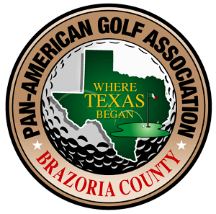 PAN-AMERICAN GOLF ASSOCIATION
WHERE
TEXAS
BEGAN
BRAZORIA COUNTY